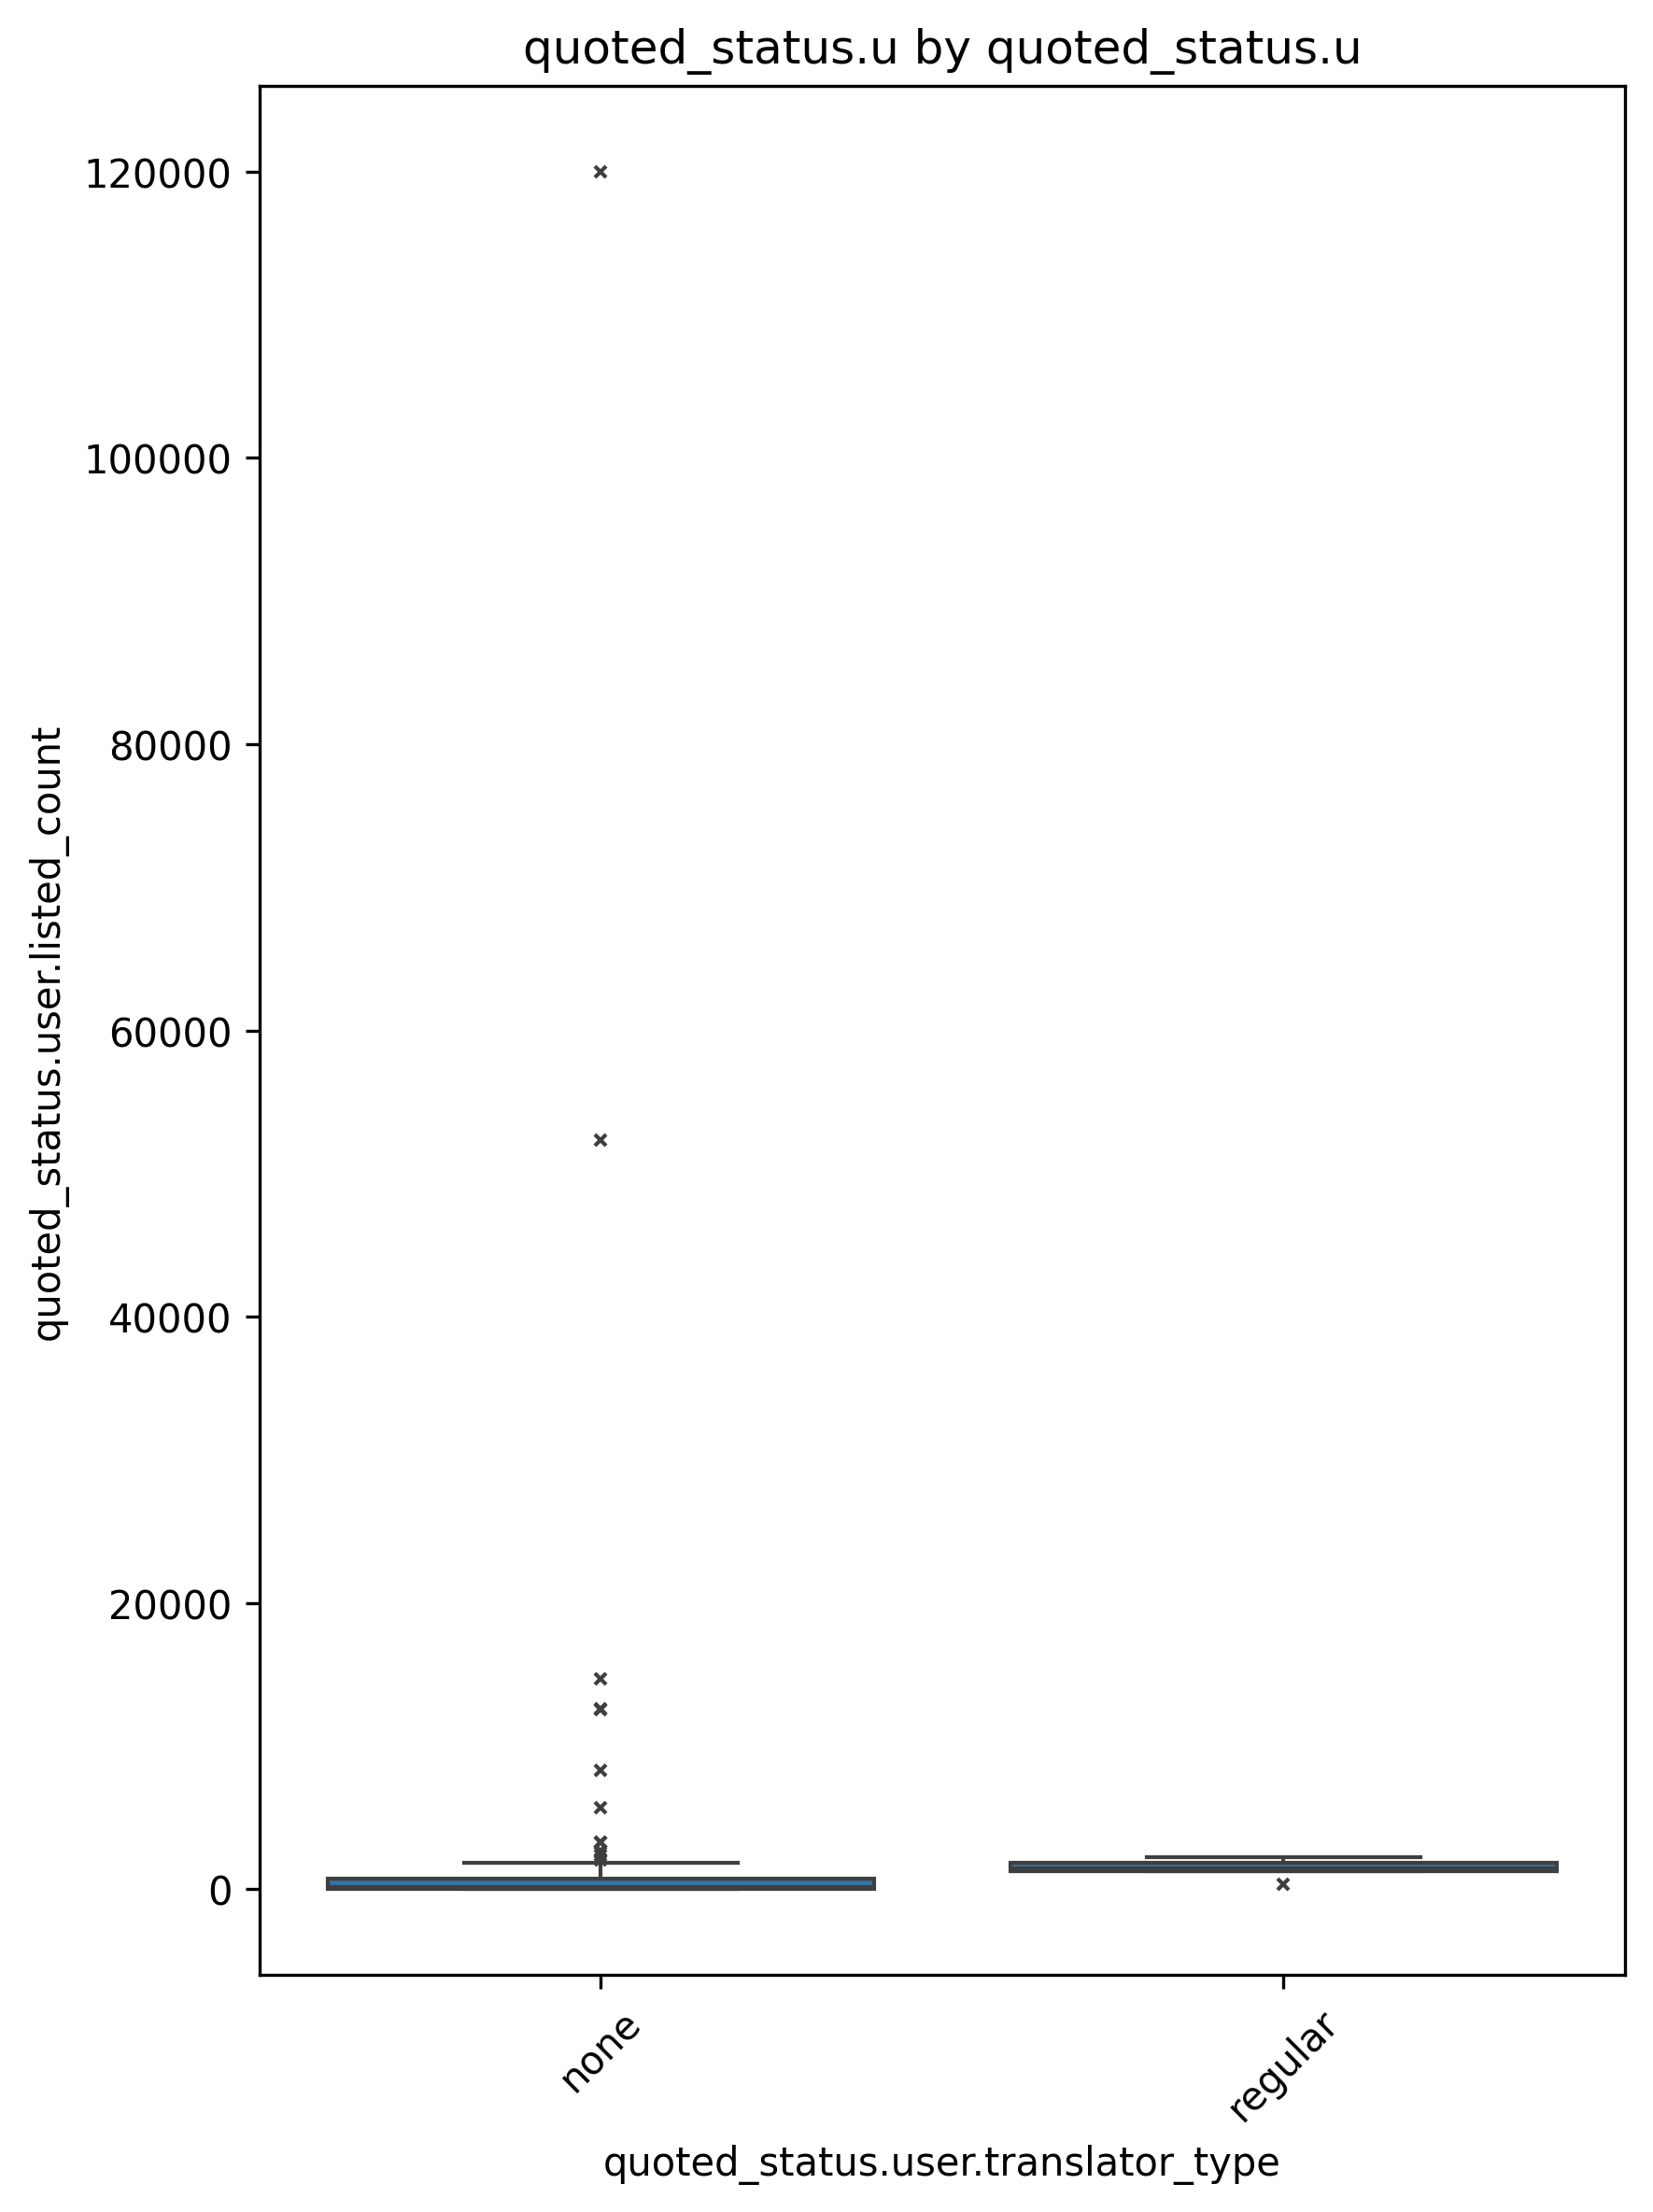 quoted_status.u by quoted_status.u
120000
100000
80000
60000
40000
20000
0
quoted_status.user.listed_count
none
regular
quoted_status.user.translator_type